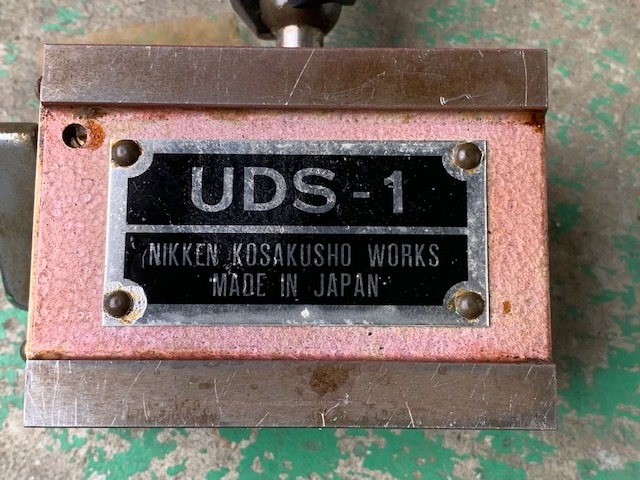 UDS-1
NIKKEN KOSAKUSHO WORKS
MADE IN JAPAN